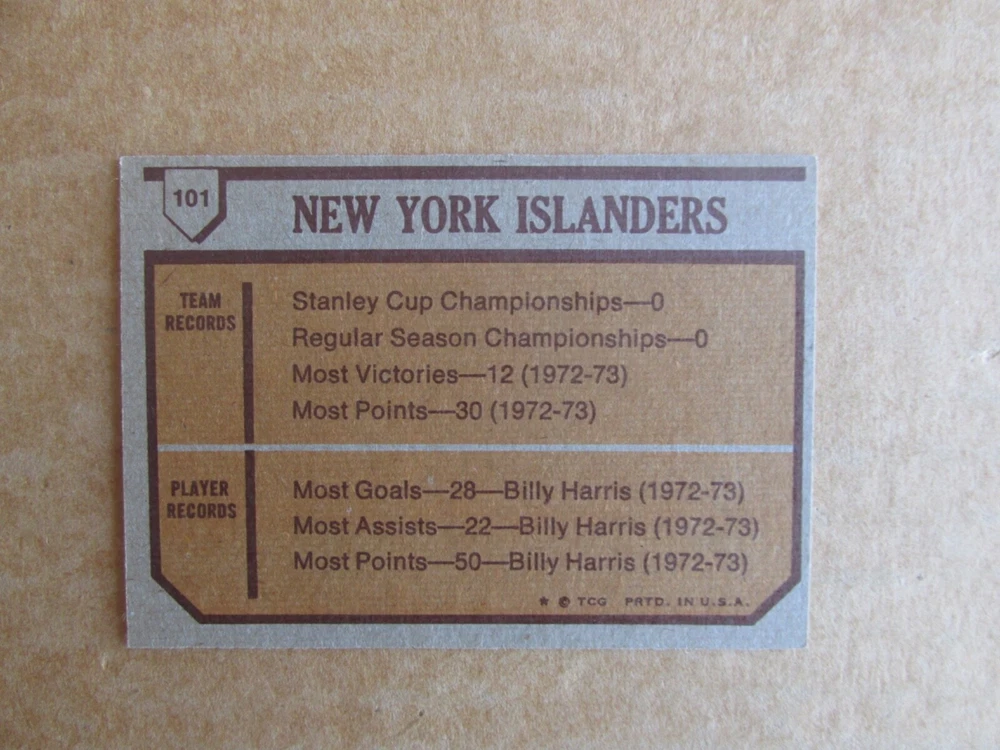 101
NEW YORK ISLANDERS
TEAM
RECORDS
Stanley Cup Championships—0
Regular Season Championships—0
Most Victories—12 (1972-73)
Most Points—30 (1972-73)
PLAYER
RECORDS
Most Goals—28—Billy Harris (1972-73)
Most Assists—22—Billy Harris (1972-73)
Most Points—50—Billy Harris (1972-73)
* © TCG PRTD. IN U.S.A.